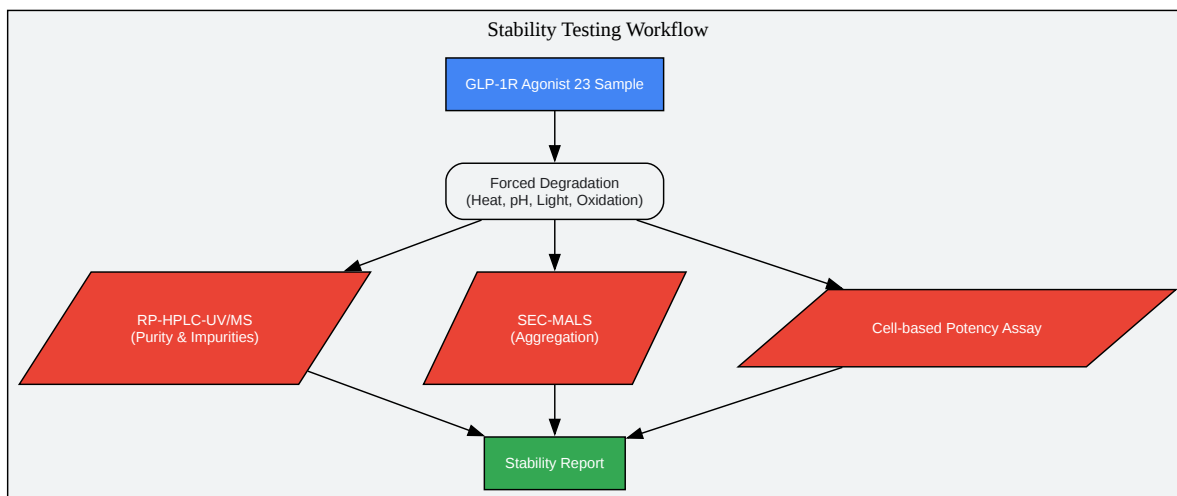 Stability Testing Workflow
GLP-1R Agonist 23 Sample
Forced Degradation
(Heat, pH, Light, Oxidation)
RP-HPLC-UV/MS
(Purity & Impurities)
SEC-MALS
(Aggregation)
Cell-based Potency Assay
Stability Report